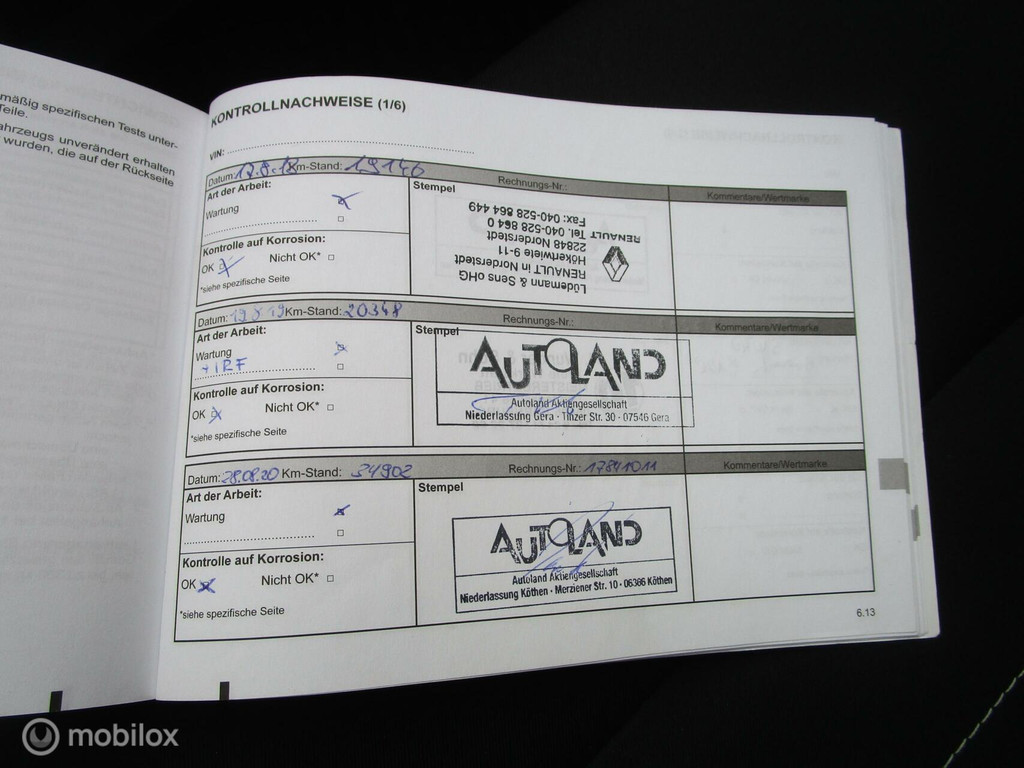 mäßig spezifischen Tests unter-
Teile.
ahrzeugs unverändert erhalten
wurden, die auf der Rückseite
KONTROLLNACHWEISE (1/6)
VIN:
Datum: 17.8.18 Km-Stand: 19146 Rechnungs-Nr.: Kommentare/Wertmarke
Art der Arbeit:
Wartung
Stempel
Lüdemann & Sens oHG
RENAULT in Norderstedt
Hökertwiete 9-11
22848 Norderstedt
Tel. 040-528 864 0
Fax: 040-528 864 449
RENAULT
Kontrolle auf Korrosion:
OK Nicht OK*
*siehe spezifische Seite
Datum: 19 8 19 Km-Stand: 20348 Rechnungs-Nr.: Kommentare/Wertmarke
Art der Arbeit:
Wartung
+ IRF
Stempel
AUTOLAND
Autoland Aktiengesellschaft
Niederlassung Gera · Tinzer Str. 30 · 07546 Gera
Kontrolle auf Korrosion:
OK Nicht OK*
*siehe spezifische Seite
Datum: 28.08.20 Km-Stand: 34902 Rechnungs-Nr.: 17841011 Kommentare/Wertmarke
Art der Arbeit:
Wartung
Stempel
AUTOLAND
Autoland Aktiengesellschaft
Niederlassung Köthen · Merziener Str. 10 · 06366 Köthen
Kontrolle auf Korrosion:
OK Nicht OK*
*siehe spezifische Seite
6.13
mobilox